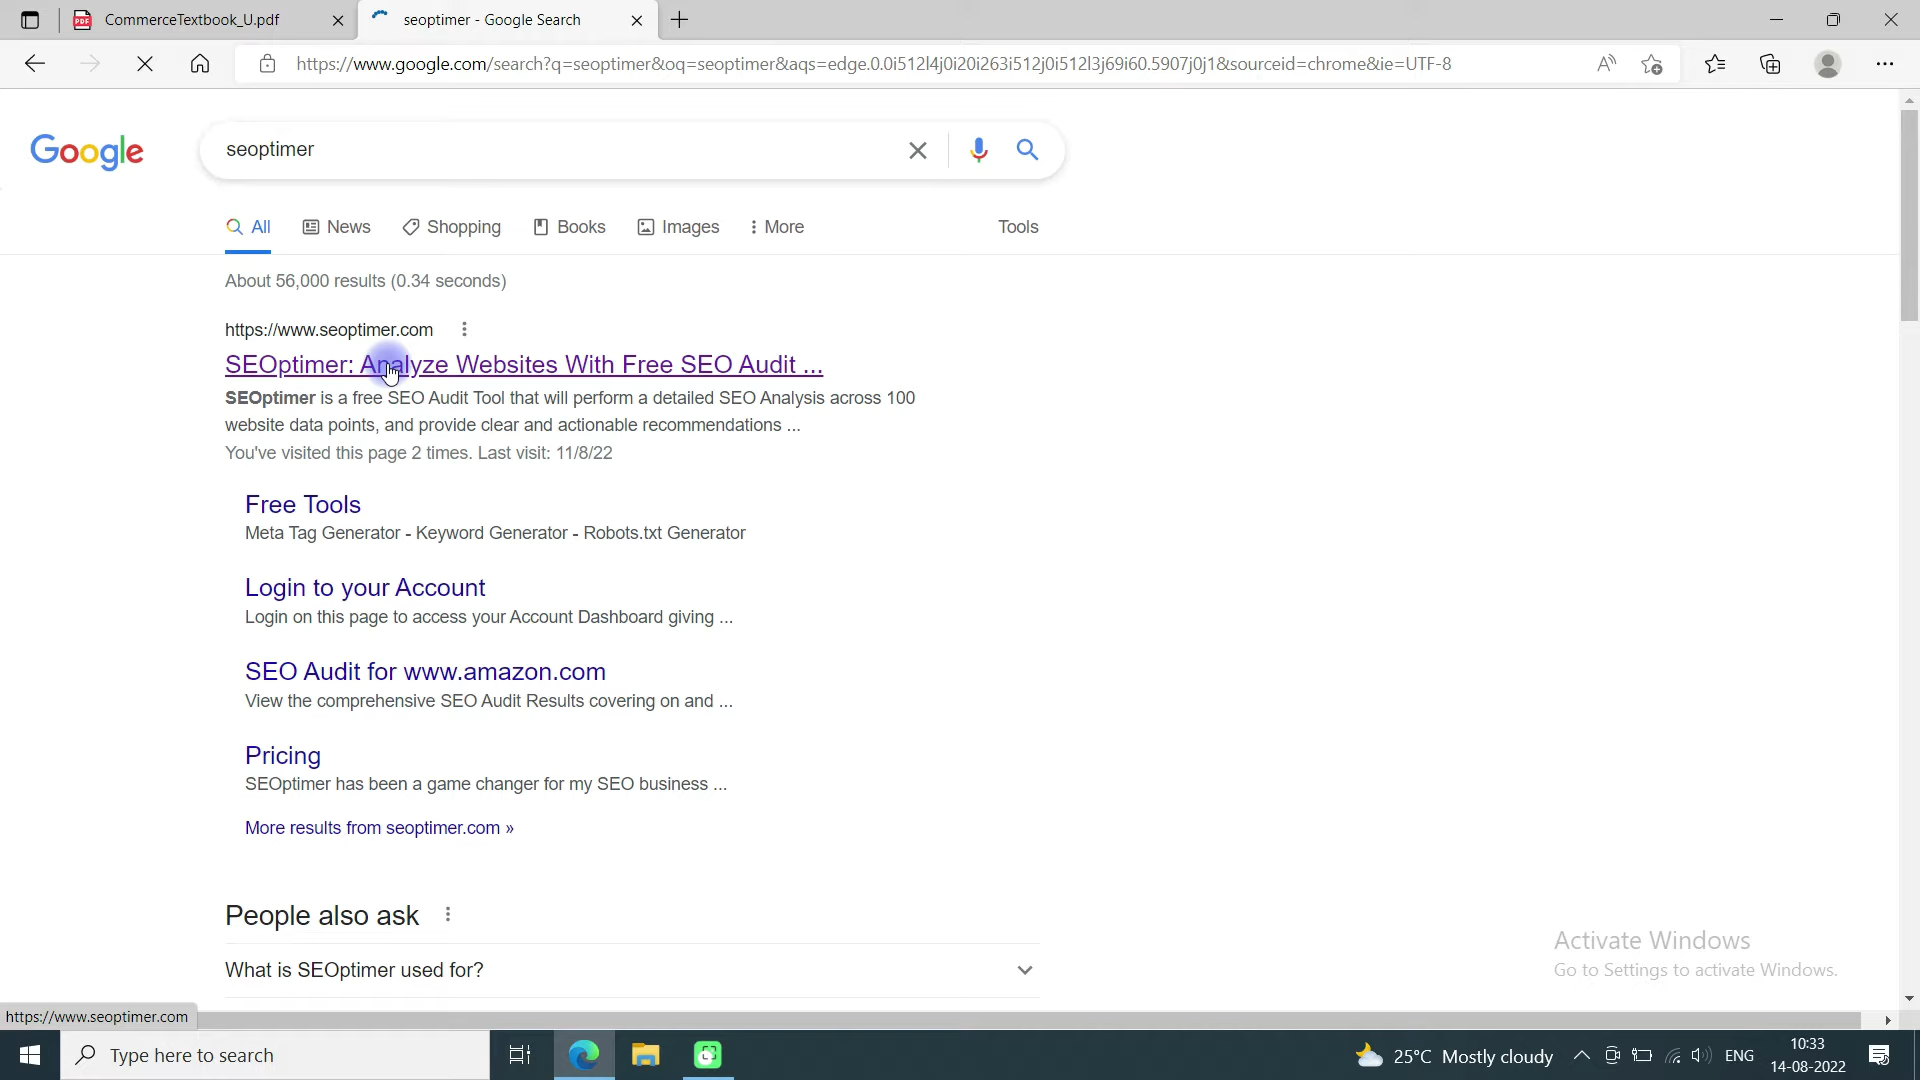 CommerceTextbook_U.pdf
seoptimer - Google Search
https://www.google.com/search?q=seoptimer&oq=seoptimer&aqs=edge.0.0i512l4j0i20i263i512j0i512l3j69i60.5907j0j1&sourceid=chrome&ie=UTF-8
Google
seoptimer
All News Shopping Books Images More Tools
About 56,000 results (0.34 seconds)
https://www.seoptimer.com
SEOptimer: Analyze Websites With Free SEO Audit ...
SEOptimer is a free SEO Audit Tool that will perform a detailed SEO Analysis across 100
website data points, and provide clear and actionable recommendations ...
You've visited this page 2 times. Last visit: 11/8/22
Free Tools
Meta Tag Generator - Keyword Generator - Robots.txt Generator
Login to your Account
Login on this page to access your Account Dashboard giving ...
SEO Audit for www.amazon.com
View the comprehensive SEO Audit Results covering on and ...
Pricing
SEOptimer has been a game changer for my SEO business ...
More results from seoptimer.com »
People also ask
What is SEOptimer used for?
Activate Windows
Go to Settings to activate Windows.
https://www.seoptimer.com
Type here to search
25°C Mostly cloudy
ENG
10:33
14-08-2022